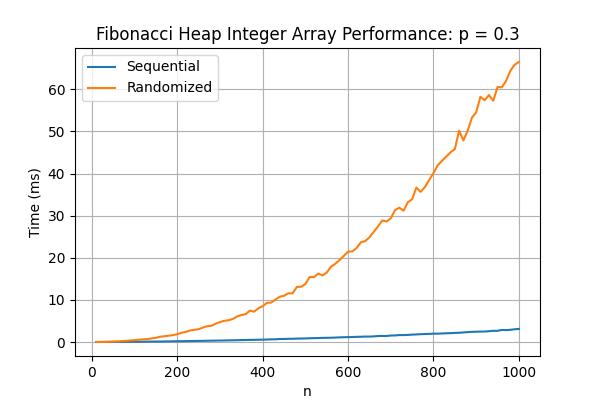 Fibonacci Heap Integer Array Performance: p = 0.3
Sequential
Randomized
Time (ms)
60
50
40
30
20
10
0
0 200 400 600 800 1000
n